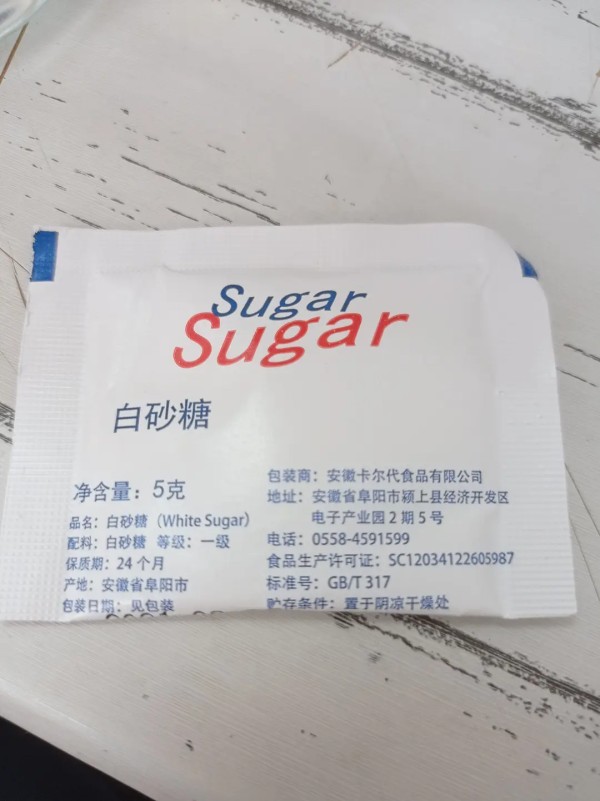 Sugar
Sugar
白砂糖
净含量：5克
品名：白砂糖（White Sugar）
配料：白砂糖 等级：一级
保质期：24个月
产地：安徽省阜阳市
包装日期：见包装
包装商：安徽卡尔代食品有限公司
地址：安徽省阜阳市颍上县经济开发区
电子产业园2期5号
电话：0558-4591599
食品生产许可证：SC12034122605987
标准号：GB/T 317
贮存条件：置于阴凉干燥处